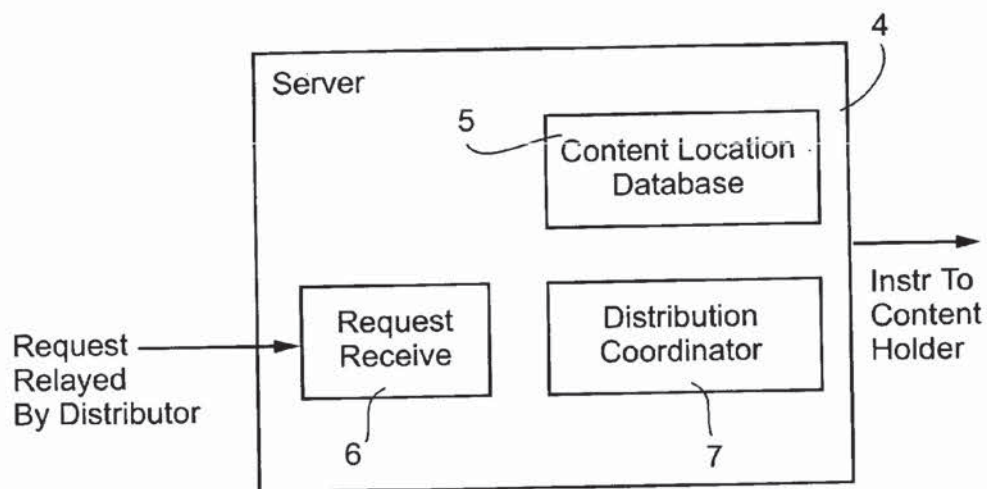 4
Server
5
Content Location
Database
Request
Receive
Distribution
Coordinator
Instr To
Content
Holder
Request
Relayed
By Distributor
6
7